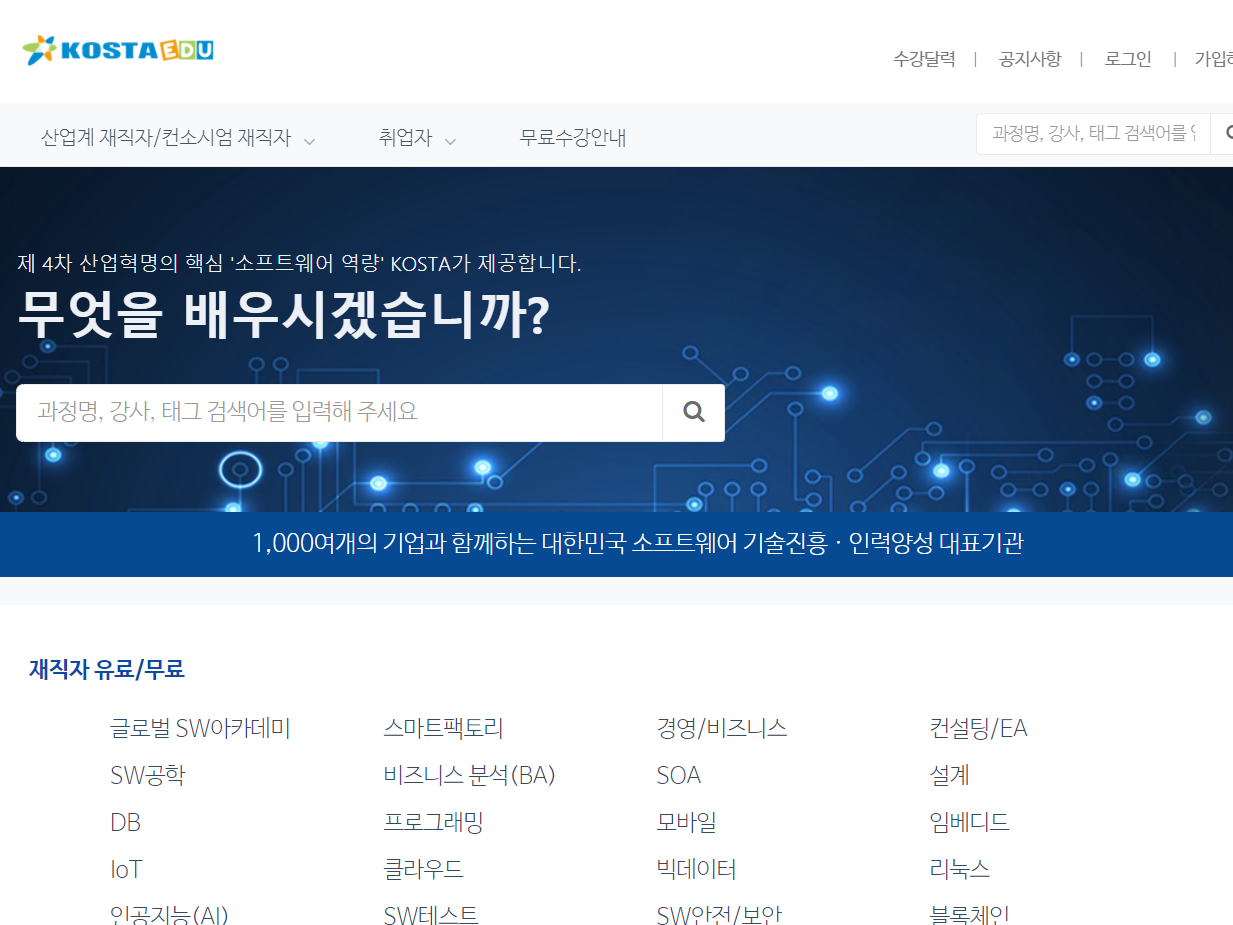 KOSTA EDU
수강달력 | 공지사항 | 로그인 |
산업계 재직자/컨소시엄 재직자 취업자 무료수강안내 과정명, 강사, 태그 검색어를
제 4차 산업혁명의 핵심 '소프트웨어 역량' KOSTA가 제공합니다.
무엇을 배우시겠습니까?
과정명, 강사, 태그 검색어를 입력해 주세요
1,000여개의 기업과 함께하는 대한민국 소프트웨어 기술진흥 · 인력양성 대표기관
재직자 유료/무료
글로벌 SW아카데미 스마트팩토리 경영/비즈니스 컨설팅/EA
SW공학 비즈니스 분석(BA) SOA 설계
DB 프로그래밍 모바일 임베디드
IoT 클라우드 빅데이터 리눅스
인공지능(AI) SW테스트 SW안전/보안 블록체인